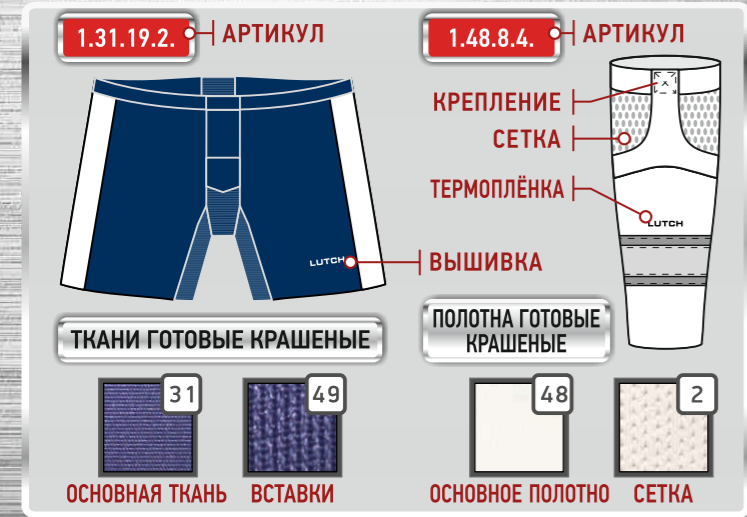 1.31.19.2.
АРТИКУЛ
1.48.8.4.
АРТИКУЛ
КРЕПЛЕНИЕ
СЕТКА
ТЕРМОПЛЁНКА
LUTCH
LUTCH
ВЫШИВКА
ТКАНИ ГОТОВЫЕ КРАШЕНЫЕ
ПОЛОТНА ГОТОВЫЕ
КРАШЕНЫЕ
31
49
48
2
ОСНОВНАЯ ТКАНЬ
ВСТАВКИ
ОСНОВНОЕ ПОЛОТНО
СЕТКА